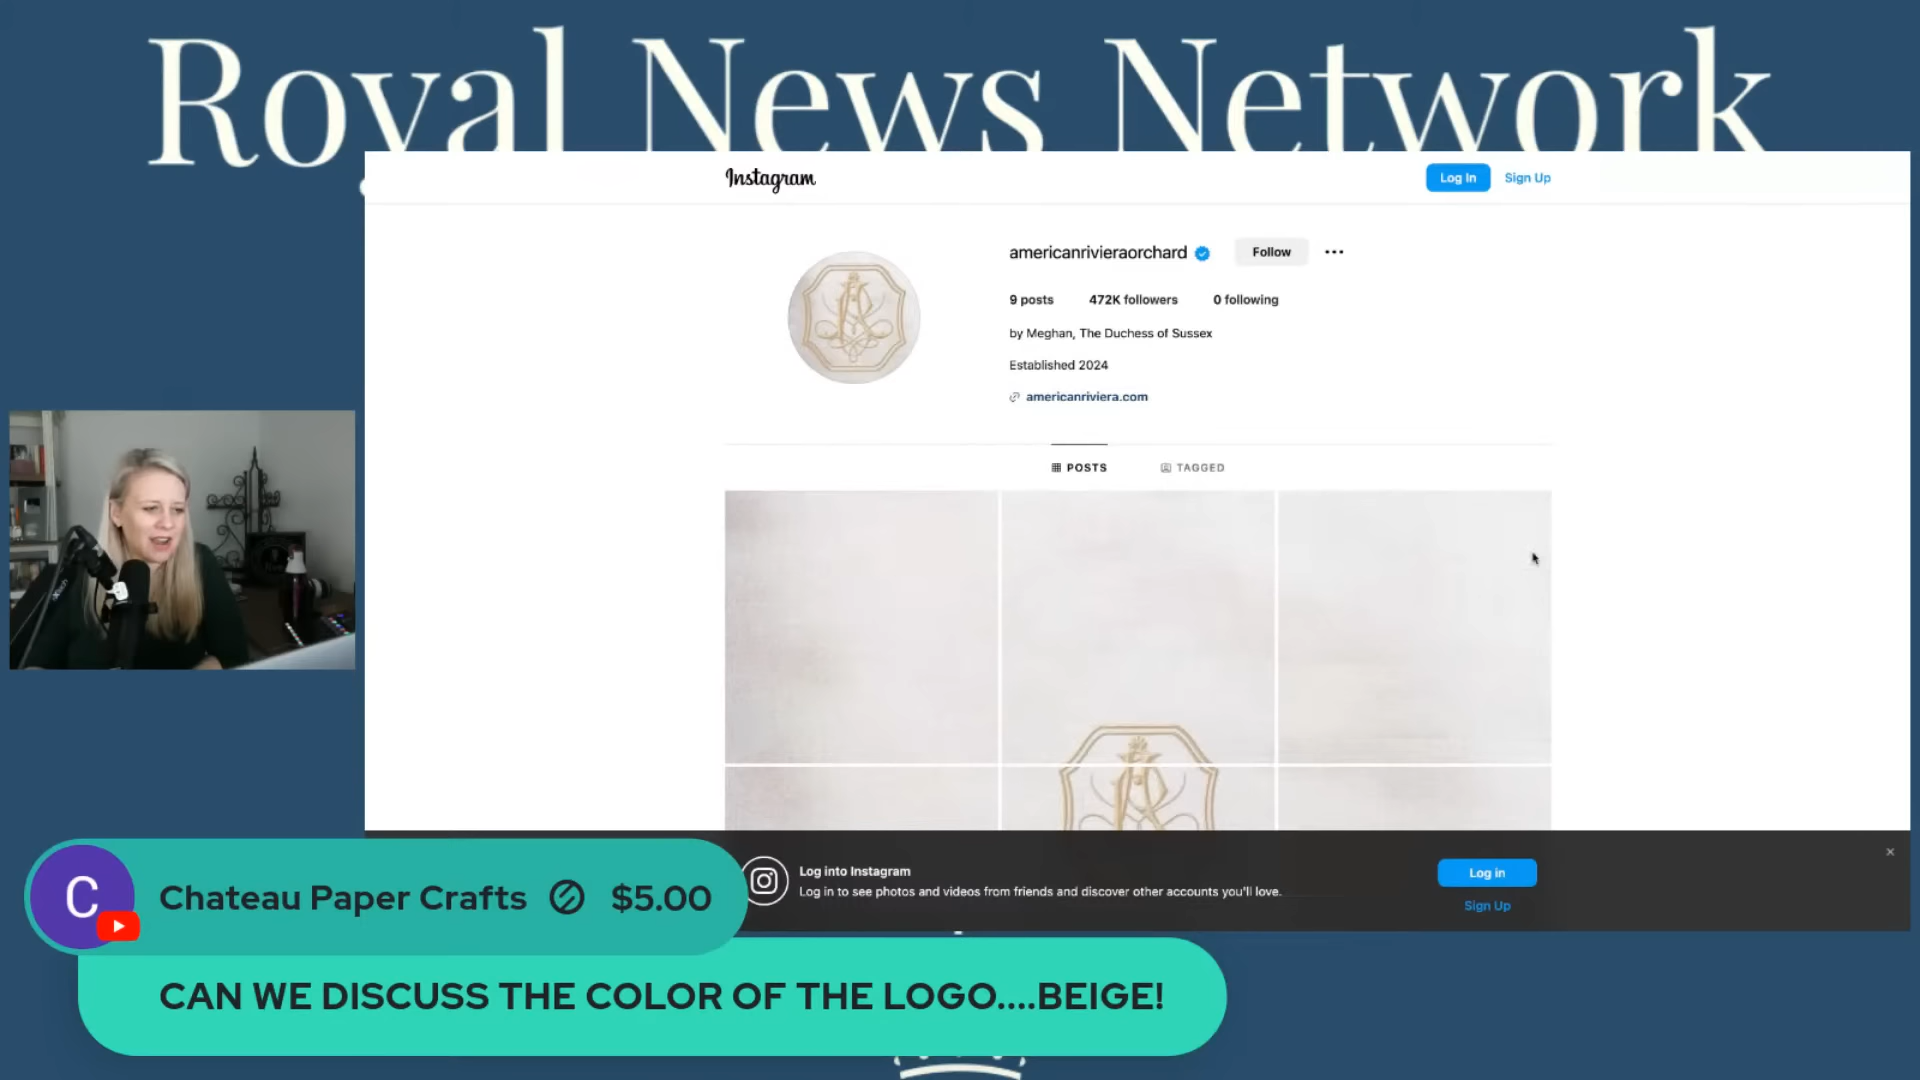 Royal News Network
Instagram
Log In
Sign Up
americanrivieraorchard
Follow
9 posts
472K followers
0 following
by Meghan, The Duchess of Sussex
Established 2024
americanriviera.com
POSTS
TAGGED
Log into Instagram
Log in to see photos and videos from friends and discover other accounts you'll love.
Log in
Sign Up
C
Chateau Paper Crafts
$5.00
CAN WE DISCUSS THE COLOR OF THE LOGO....BEIGE!